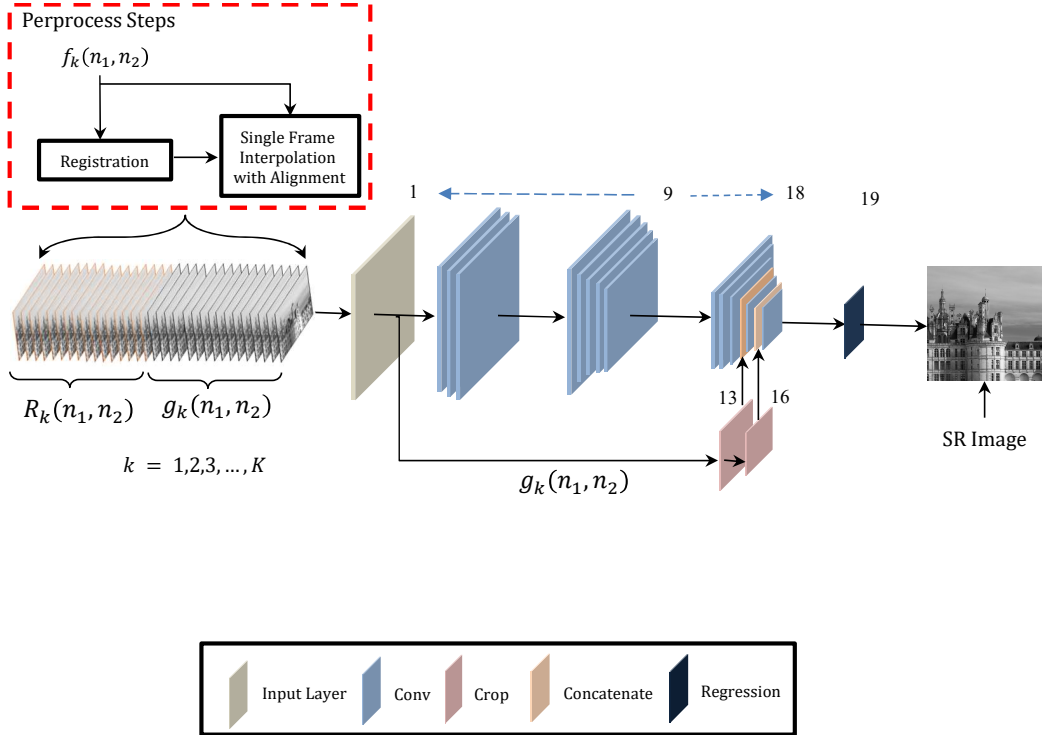 Perprocess Steps
f_k(n_1, n_2)
Registration
Single Frame
Interpolation
with Alignment
1
9
18
19
R_k(n_1, n_2)
g_k(n_1, n_2)
k = 1,2,3, ..., K
13
16
g_k(n_1, n_2)
SR Image
Input Layer
Conv
Crop
Concatenate
Regression